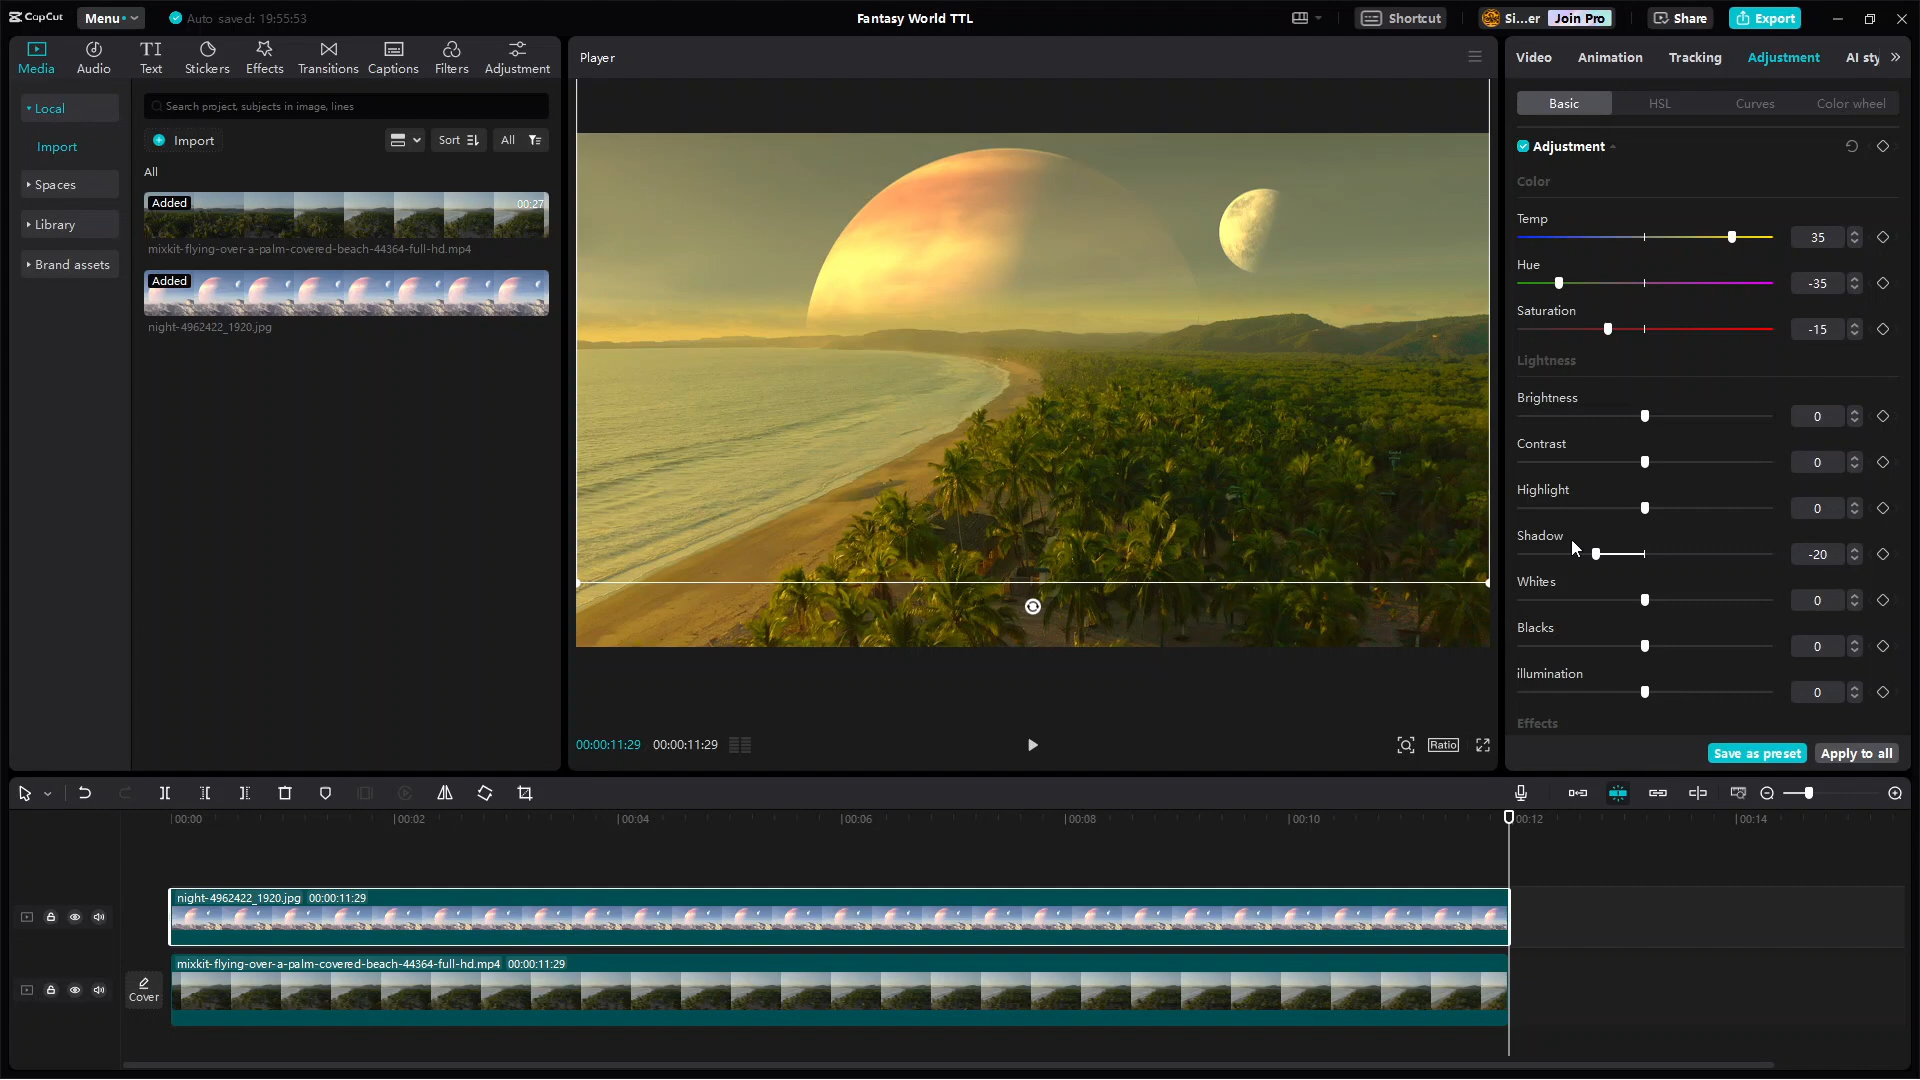 CapCut
Menu
Auto saved: 19:55:53
Fantasy World TTL
Shortcut
Si...er
Join Pro
Share
Export
Media
Audio
TI
Text
Stickers
Effects
Transitions
Captions
Filters
Adjustment
Local
Import
Spaces
Library
Brand assets
Search project, subjects in image, lines
Import
Sort
All
All
Added
00:27
mixkit-flying-over-a-palm-covered-beach-44364-full-hd.mp4
Added
night-4962422_1920.jpg
Player
00:00:11:29
00:00:11:29
Ratio
Video
Animation
Tracking
Adjustment
AI sty
Basic
HSL
Curves
Color wheel
Adjustment
Color
Temp
35
Hue
-35
Saturation
-15
Lightness
Brightness
0
Contrast
0
Highlight
0
Shadow
-20
Whites
0
Blacks
0
illumination
0
Effects
Save as preset
Apply to all
00:00
00:02
00:04
00:06
00:08
00:10
00:12
00:14
night-4962422_1920.jpg 00:00:11:29
mixkit-flying-over-a-palm-covered-beach-44364-full-hd.mp4 00:00:11:29
Cover